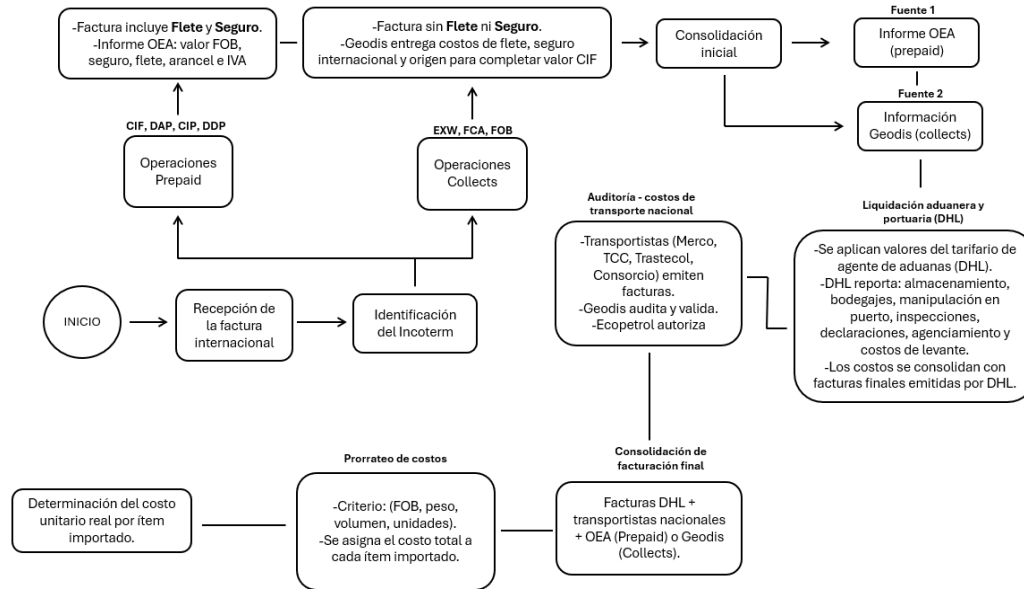 -Factura incluye Flete y Seguro.
-Informe OEA: valor FOB,
seguro, flete, arancel e IVA
-Factura sin Flete ni Seguro.
-Geodis entrega costos de flete, seguro
internacional y origen para completar valor CIF
Consolidación
inicial
Fuente 1
Informe OEA
(prepaid)
Fuente 2
Información
Geodis (collects)
CIF, DAP, CIP, DDP
Operaciones
Prepaid
EXW, FCA, FOB
Operaciones
Collects
INICIO
Recepción de
la factura
internacional
Identificación
del Incoterm
Auditoría - costos de
transporte nacional
-Transportistas (Merco,
TCC, Trastecol,
Consorcio) emiten
facturas.
-Geodis audita y valida.
-Ecopetrol autoriza
Liquidación aduanera y
portuaria (DHL)
-Se aplican valores del tarifario de
agente de aduanas (DHL).
-DHL reporta: almacenamiento,
bodegajes, manipulación en
puerto, inspecciones,
declaraciones, agenciamiento y
costos de levante.
-Los costos se consolidan con
facturas finales emitidas por DHL.
Consolidación de
facturación final
Facturas DHL +
transportistas nacionales
+ OEA (Prepaid) o Geodis
(Collects).
Prorrateo de costos
-Criterio: (FOB, peso,
volumen, unidades).
-Se asigna el costo total a
cada ítem importado.
Determinación del costo
unitario real por ítem
importado.